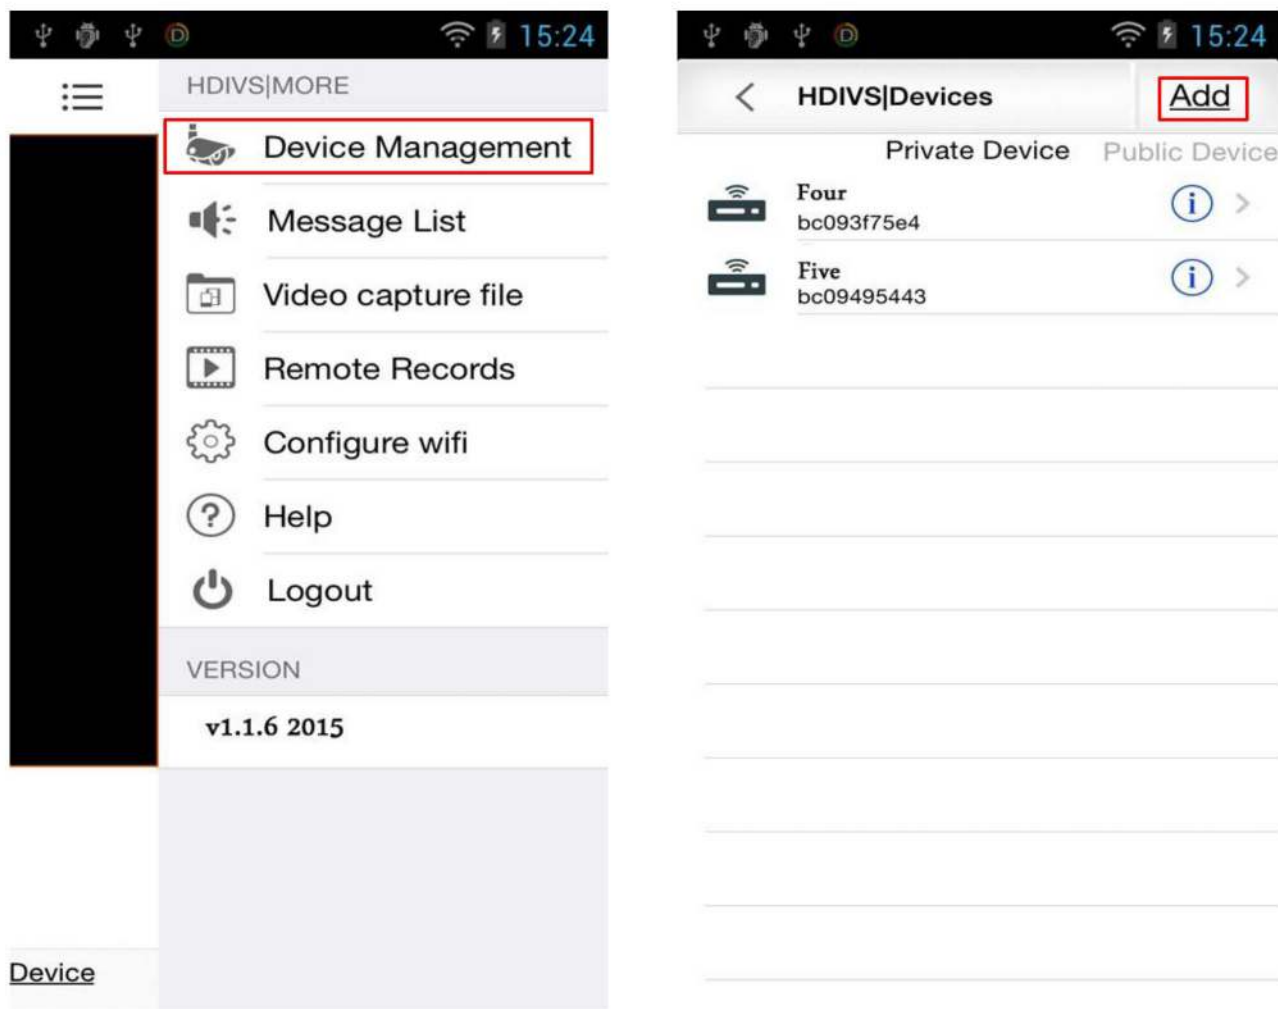 15:24
HDIVS|MORE
Device Management
Message List
Video capture file
Remote Records
Configure wifi
Help
Logout
VERSION
v1.1.6 2015
Device
15:24
HDIVS|Devices
Add
Private Device
Public Device
Four
bc093f75e4
Five
bc09495443